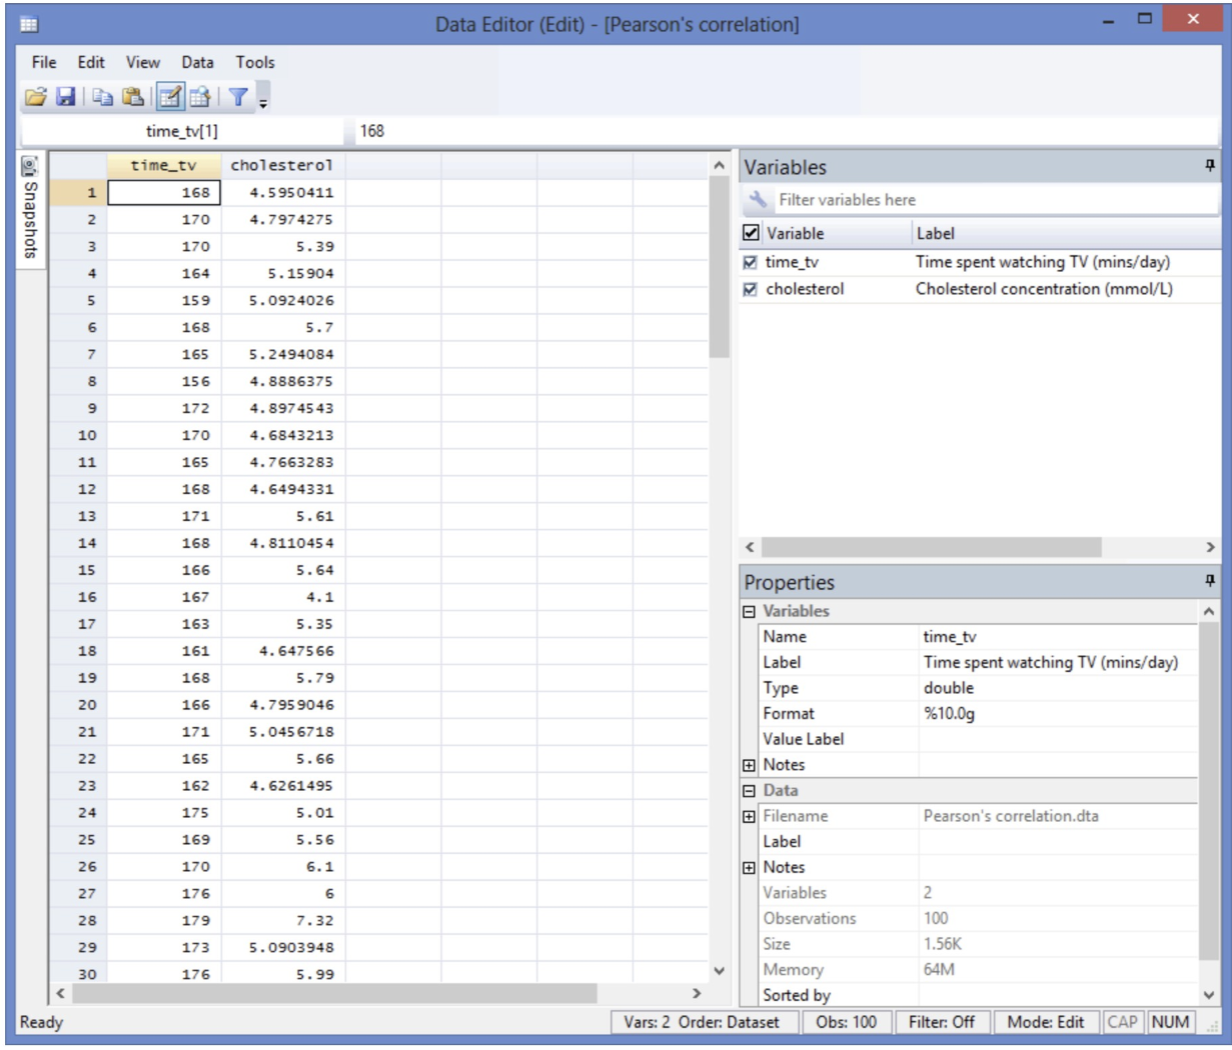 Data Editor (Edit) - [Pearson's correlation]
File Edit View Data Tools
time_tv[1] 168
Snapshots
time_tv cholesterol
1 168 4.5950411
2 170 4.7974275
3 170 5.39
4 164 5.15904
5 159 5.0924026
6 168 5.7
7 165 5.2494084
8 156 4.8886375
9 172 4.8974543
10 170 4.6843213
11 165 4.7663283
12 168 4.6494331
13 171 5.61
14 168 4.8110454
15 166 5.64
16 167 4.1
17 163 5.35
18 161 4.647566
19 168 5.79
20 166 4.7959046
21 171 5.0456718
22 165 5.66
23 162 4.6261495
24 175 5.01
25 169 5.56
26 170 6.1
27 176 6
28 179 7.32
29 173 5.0903948
30 176 5.99
Variables
Filter variables here
Variable Label
time_tv Time spent watching TV (mins/day)
cholesterol Cholesterol concentration (mmol/L)
Properties
Variables
Name time_tv
Label Time spent watching TV (mins/day)
Type double
Format %10.0g
Value Label
Notes
Data
Filename Pearson's correlation.dta
Label
Notes
Variables 2
Observations 100
Size 1.56K
Memory 64M
Sorted by
Ready Vars: 2 Order: Dataset Obs: 100 Filter: Off Mode: Edit CAP NUM